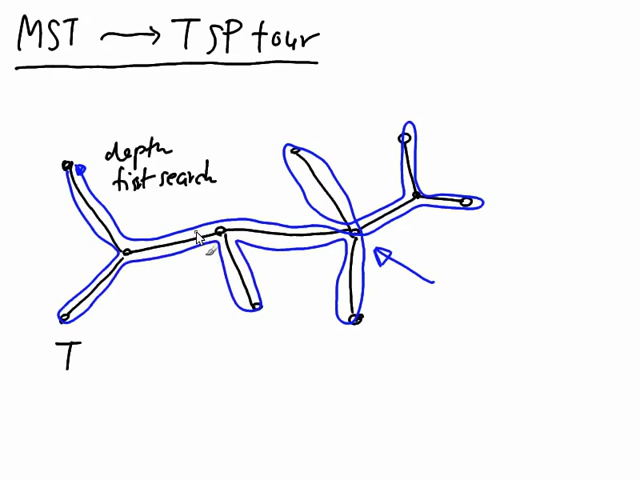 MST → TSP tour
depth
first search
T